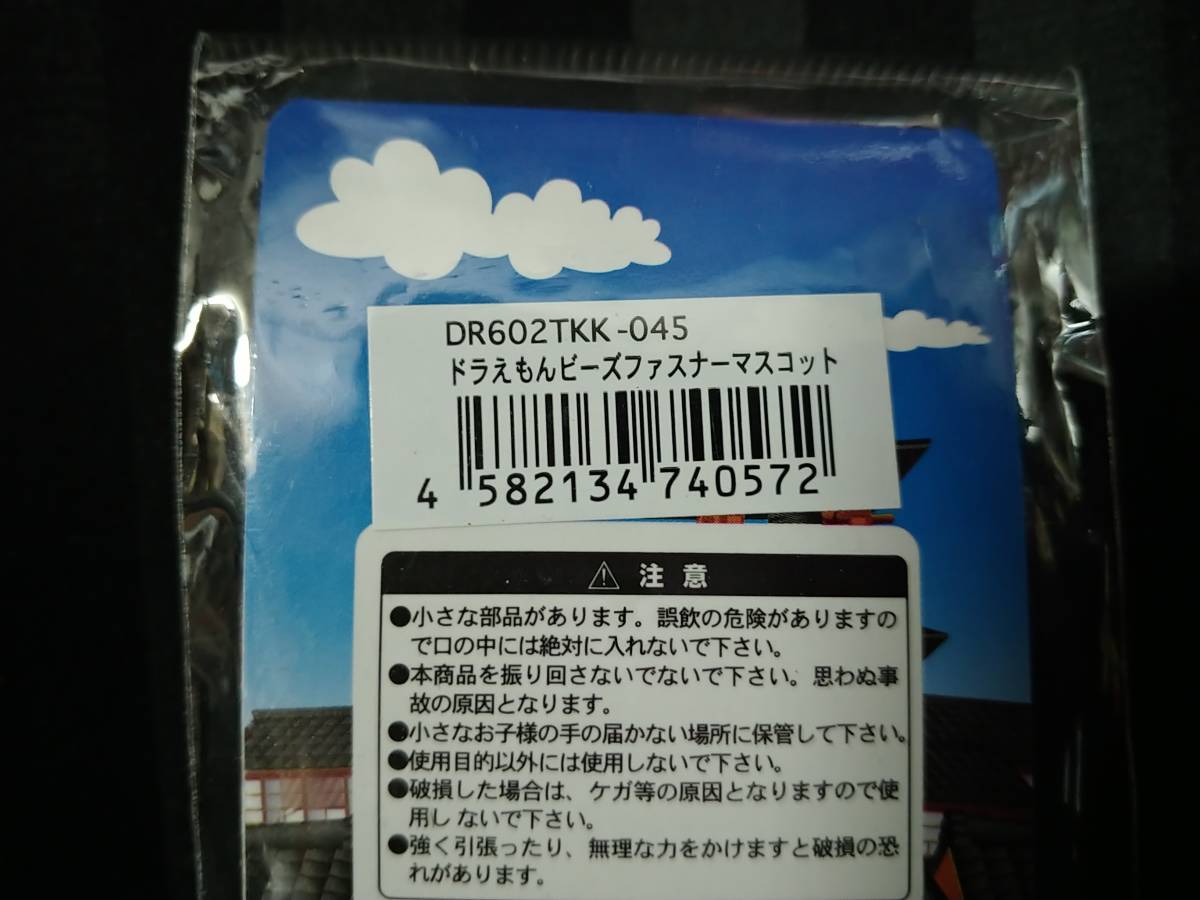 DR602TKK-045
ドラえもんビーズファスナーマスコット
4 582134 740572
⚠ 注意
●小さな部品があります。誤飲の危険がありますの
で口の中には絶対に入れないで下さい。
●本商品を振り回さないでないで下さい。思わぬ事
故の原因となります。
●小さなお子様の手の届かない場所に保管して下さい。
●使用目的以外には使用しないで下さい。
●破損した場合は、ケガ等の原因となりますので使
用し ないで下さい。
●強く引張ったり、無理な力をかけますと破損の恐
れがあります。